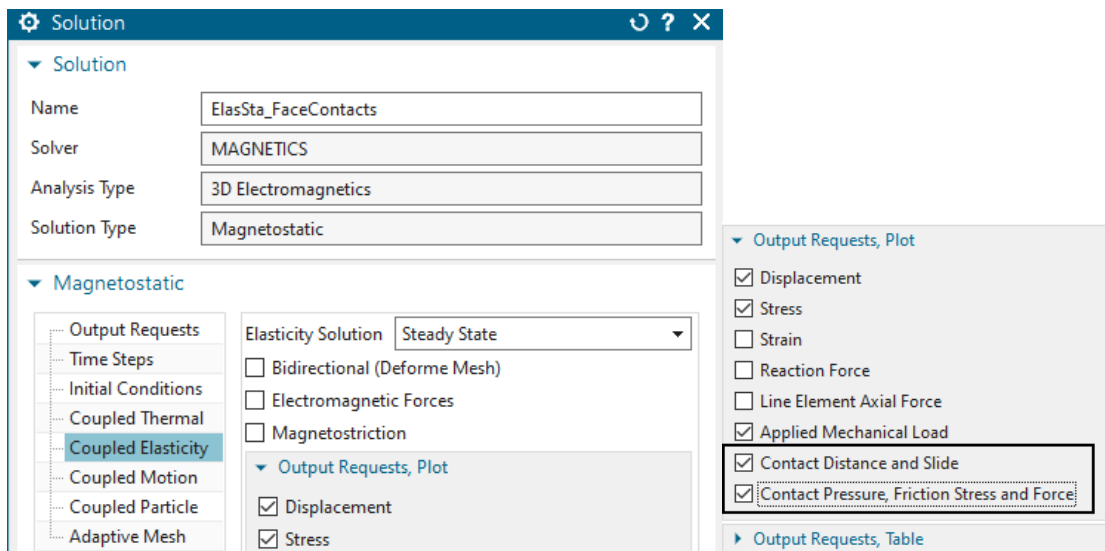 Solution
Solution
Name ElasSta_FaceContacts
Solver MAGNETICS
Analysis Type 3D Electromagnetics
Solution Type Magnetostatic
Magnetostatic
Output Requests
Time Steps
Initial Conditions
Coupled Thermal
Coupled Elasticity
Coupled Motion
Coupled Particle
Adaptive Mesh
Elasticity Solution Steady State
Bidirectional (Deforme Mesh)
Electromagnetic Forces
Magnetostriction
Output Requests, Plot
Displacement
Stress
Output Requests, Plot
Displacement
Stress
Strain
Reaction Force
Line Element Axial Force
Applied Mechanical Load
Contact Distance and Slide
Contact Pressure, Friction Stress and Force
Output Requests, Table